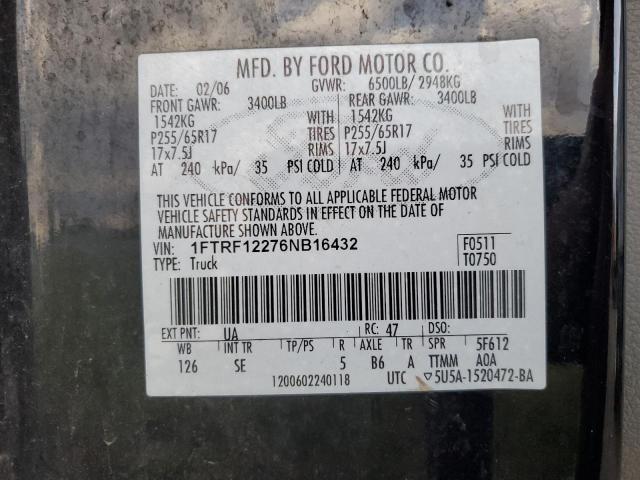 MFD. BY FORD MOTOR CO.
DATE: 02/06 GVWR: 6500LB/ 2948KG
FRONT GAWR: 3400LB REAR GAWR: 3400LB
1542KG WITH 1542KG WITH
P255/65R17 TIRES P255/65R17 TIRES
17x7.5J RIMS 17x7.5J RIMS
AT 240 kPa/ 35 PSI COLD AT 240 kPa/ 35 PSI COLD
THIS VEHICLE CONFORMS TO ALL APPLICABLE FEDERAL MOTOR
VEHICLE SAFETY STANDARDS IN EFFECT ON THE DATE OF
MANUFACTURE SHOWN ABOVE.
VIN: 1FTRF12276NB16432 F0511
TYPE: Truck T0750
EXT PNT: UA RC: 47 DSO:
WB INT TR TP/PS R AXLE TR SPR 5F612
126 SE 5 B6 A TTMM AOA
1200602240118 UTC ▽5U5A-1520472-BA